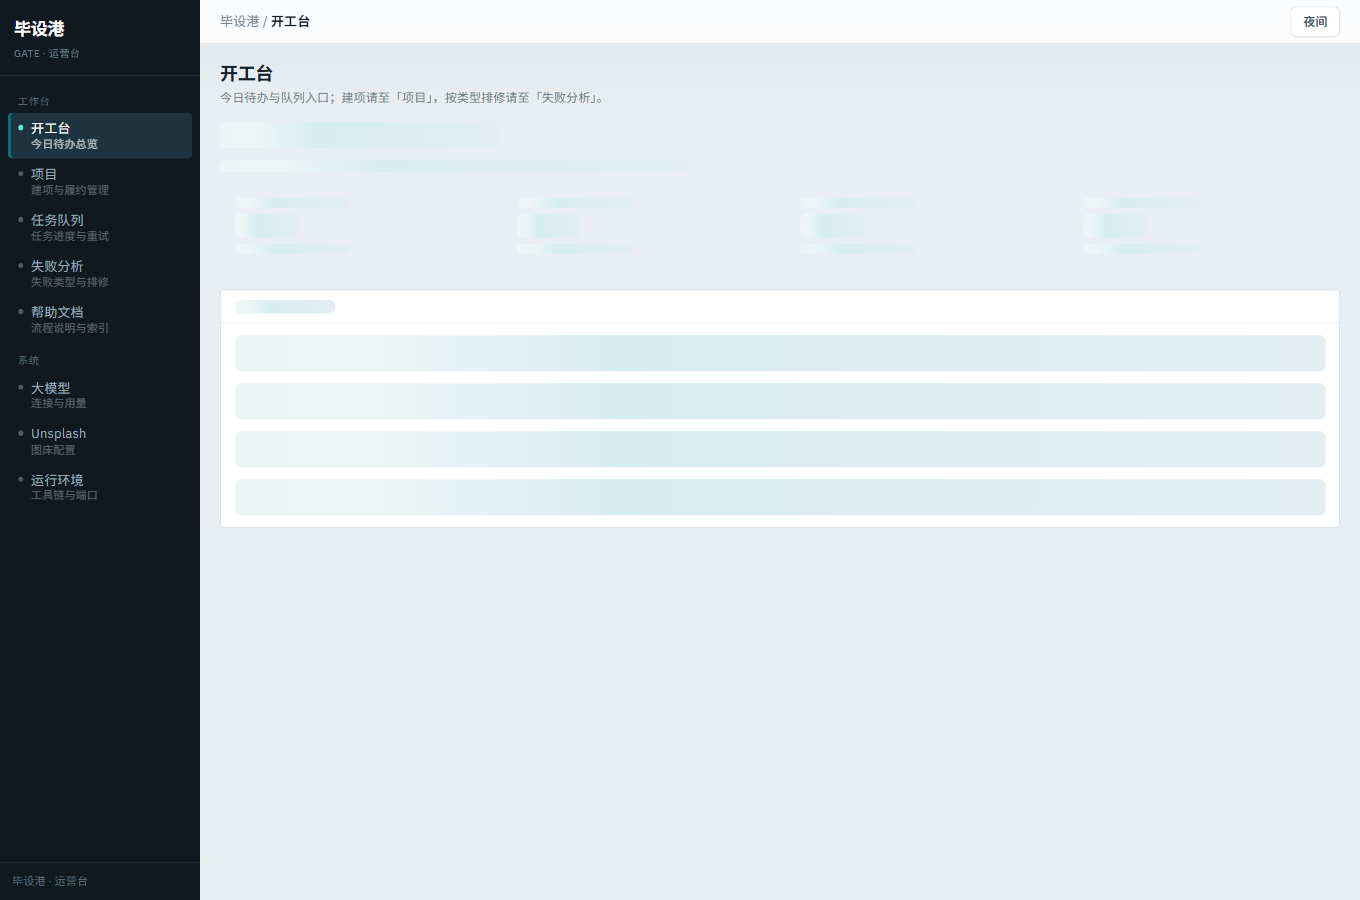 毕设港
GATE · 运营台
工作台
开工台
今日待办总览
项目
建项与履约管理
任务队列
任务进度与重试
失败分析
失败类型与排修
帮助文档
流程说明与索引
系统
大模型
连接与用量
Unsplash
图床配置
运行环境
工具链与端口
毕设港 · 运营台
毕设港 / 开工台
夜间
开工台
今日待办与队列入口；建项请至「项目」，按类型排修请至「失败分析」。